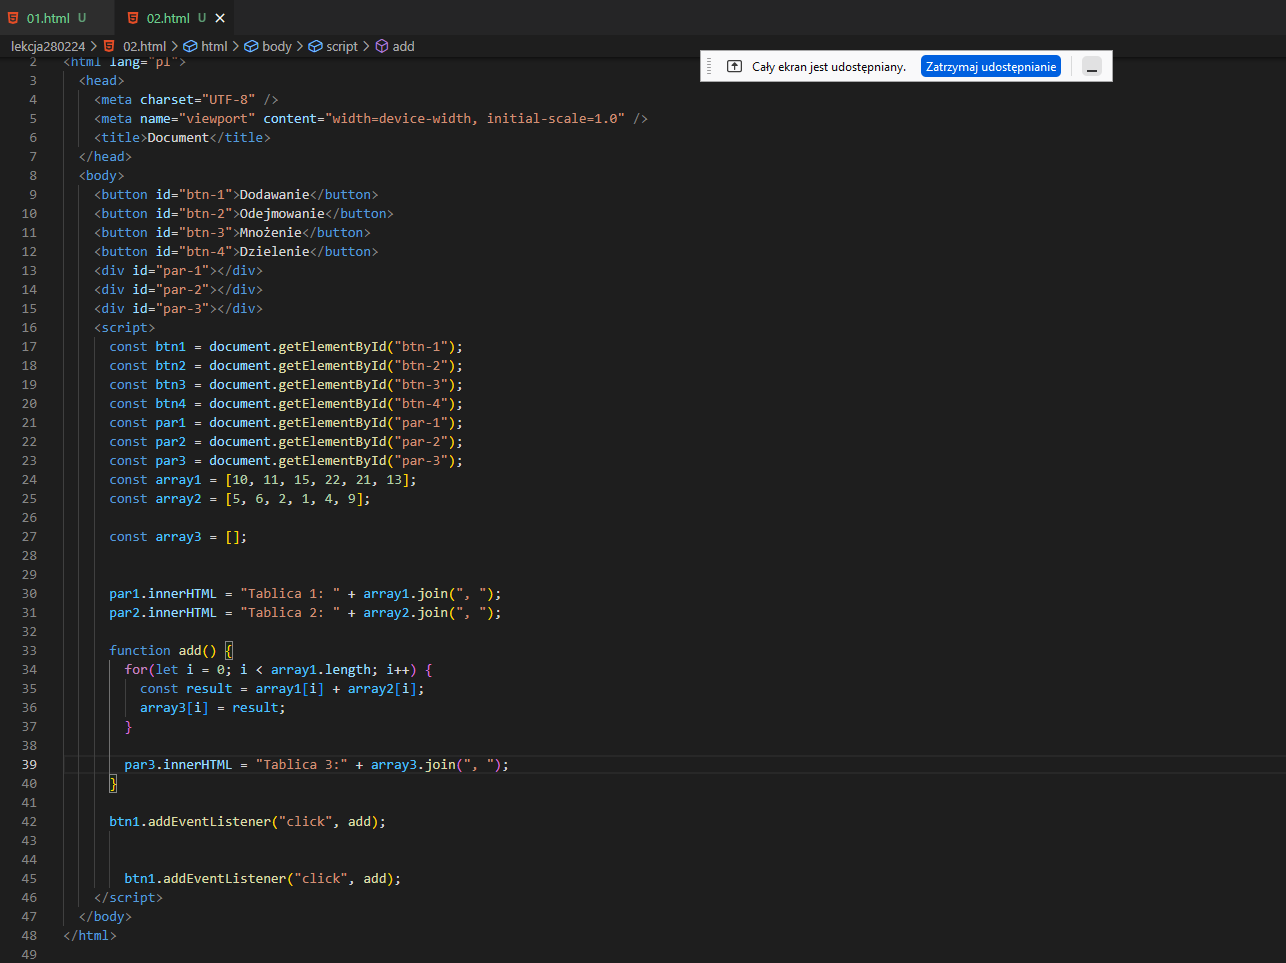 01.html U 02.html U
lekcja280224 > 02.html > html > body > script > add
Cały ekran jest udostępniany. Zatrzymaj udostępnianie
2 <html lang="pl">
3 <head>
4 <meta charset="UTF-8" />
5 <meta name="viewport" content="width=device-width, initial-scale=1.0" />
6 <title>Document</title>
7 </head>
8 <body>
9 <button id="btn-1">Dodawanie</button>
10 <button id="btn-2">Odejmowanie</button>
11 <button id="btn-3">Mnożenie</button>
12 <button id="btn-4">Dzielenie</button>
13 <div id="par-1"></div>
14 <div id="par-2"></div>
15 <div id="par-3"></div>
16 <script>
17 const btn1 = document.getElementById("btn-1");
18 const btn2 = document.getElementById("btn-2");
19 const btn3 = document.getElementById("btn-3");
20 const btn4 = document.getElementById("btn-4");
21 const par1 = document.getElementById("par-1");
22 const par2 = document.getElementById("par-2");
23 const par3 = document.getElementById("par-3");
24 const array1 = [10, 11, 15, 22, 21, 13];
25 const array2 = [5, 6, 2, 1, 4, 9];
26
27 const array3 = [];
28
29
30 par1.innerHTML = "Tablica 1: " + array1.join(", ");
31 par2.innerHTML = "Tablica 2: " + array2.join(", ");
32
33 function add() {
34 for(let i = 0; i < array1.length; i++) {
35 const result = array1[i] + array2[i];
36 array3[i] = result;
37 }
38
39 par3.innerHTML = "Tablica 3:" + array3.join(", ");
40 }
41
42 btn1.addEventListener("click", add);
43
44
45 btn1.addEventListener("click", add);
46 </script>
47 </body>
48 </html>
49